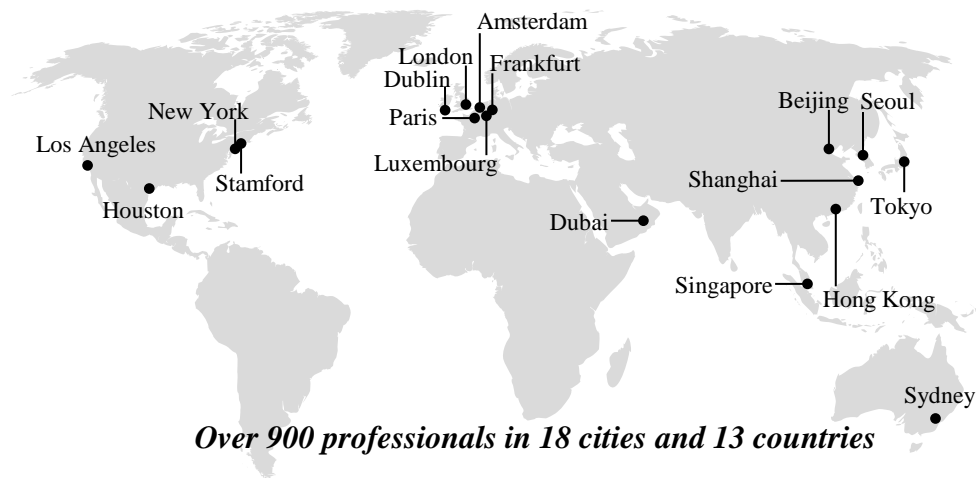 Amsterdam
London
Frankfurt
Dublin
New York
Paris
Beijing
Seoul
Los Angeles
Luxembourg
Stamford
Shanghai
Houston
Tokyo
Dubai
Singapore
Hong Kong
Sydney
Over 900 professionals in 18 cities and 13 countries